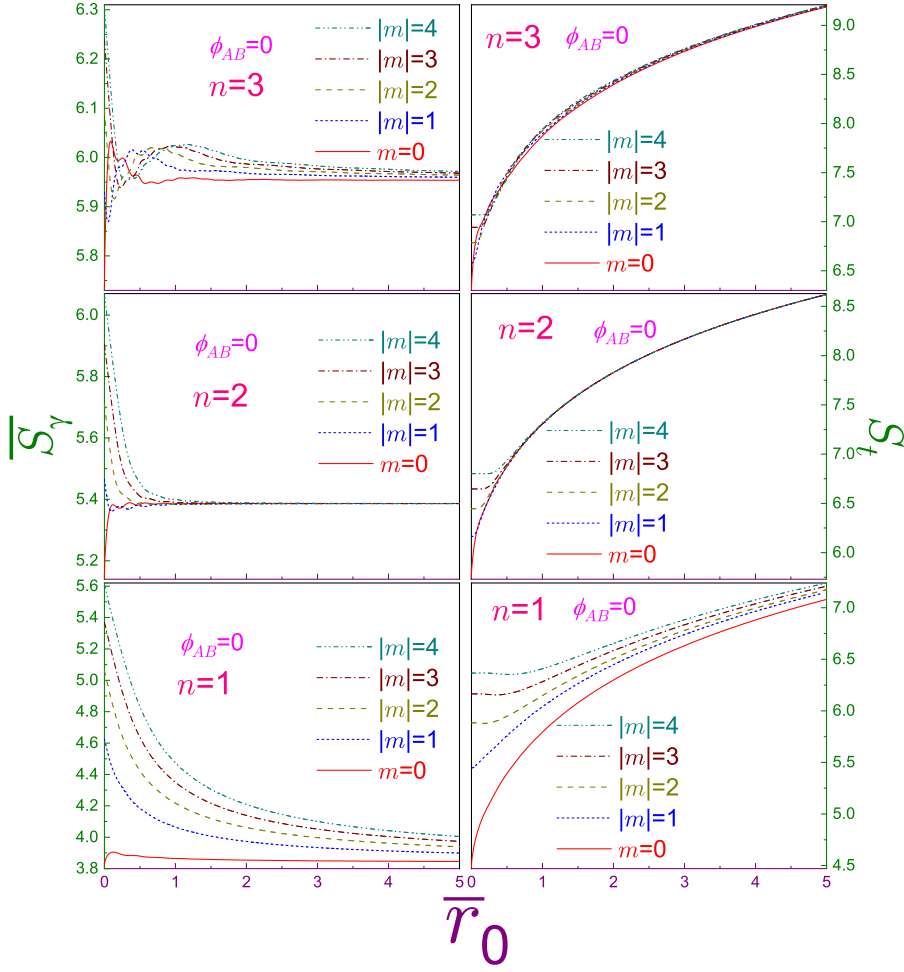 6.3
6.2
6.1
6.0
5.9
5.8
ϕAB=0
n=3
|m|=4
|m|=3
|m|=2
|m|=1
m=0
n=3
ϕAB=0
|m|=4
|m|=3
|m|=2
|m|=1
m=0
9.0
8.5
8.0
7.5
7.0
6.5
6.0
5.8
5.6
5.4
5.2
ϕAB=0
n=2
|m|=4
|m|=3
|m|=2
|m|=1
m=0
n=2
ϕAB=0
|m|=4
|m|=3
|m|=2
|m|=1
m=0
8.5
8.0
7.5
7.0
6.5
6.0
S̅γ
St
5.6
5.4
5.2
5.0
4.8
4.6
4.4
4.2
4.0
3.8
ϕAB=0
n=1
|m|=4
|m|=3
|m|=2
|m|=1
m=0
n=1
ϕAB=0
|m|=4
|m|=3
|m|=2
|m|=1
m=0
7.0
6.5
6.0
5.5
5.0
4.5
0 1 2 3 4 5 0 1 2 3 4 5
r̅0